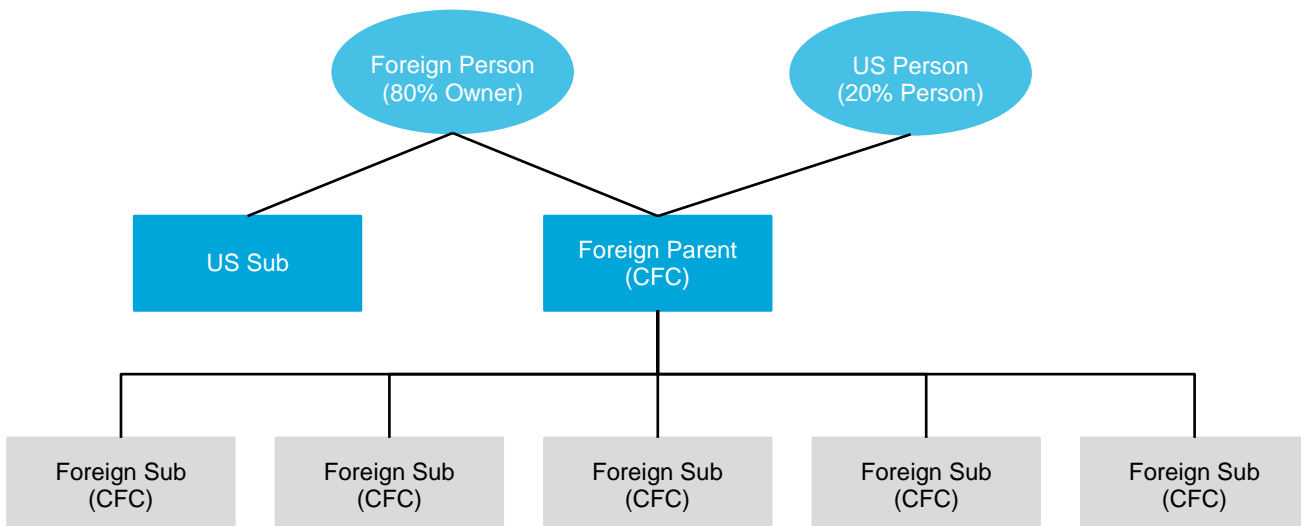 Foreign Person
(80% Owner)
US Person
(20% Person)
US Sub
Foreign Parent
(CFC)
Foreign Sub
(CFC)
Foreign Sub
(CFC)
Foreign Sub
(CFC)
Foreign Sub
(CFC)
Foreign Sub
(CFC)